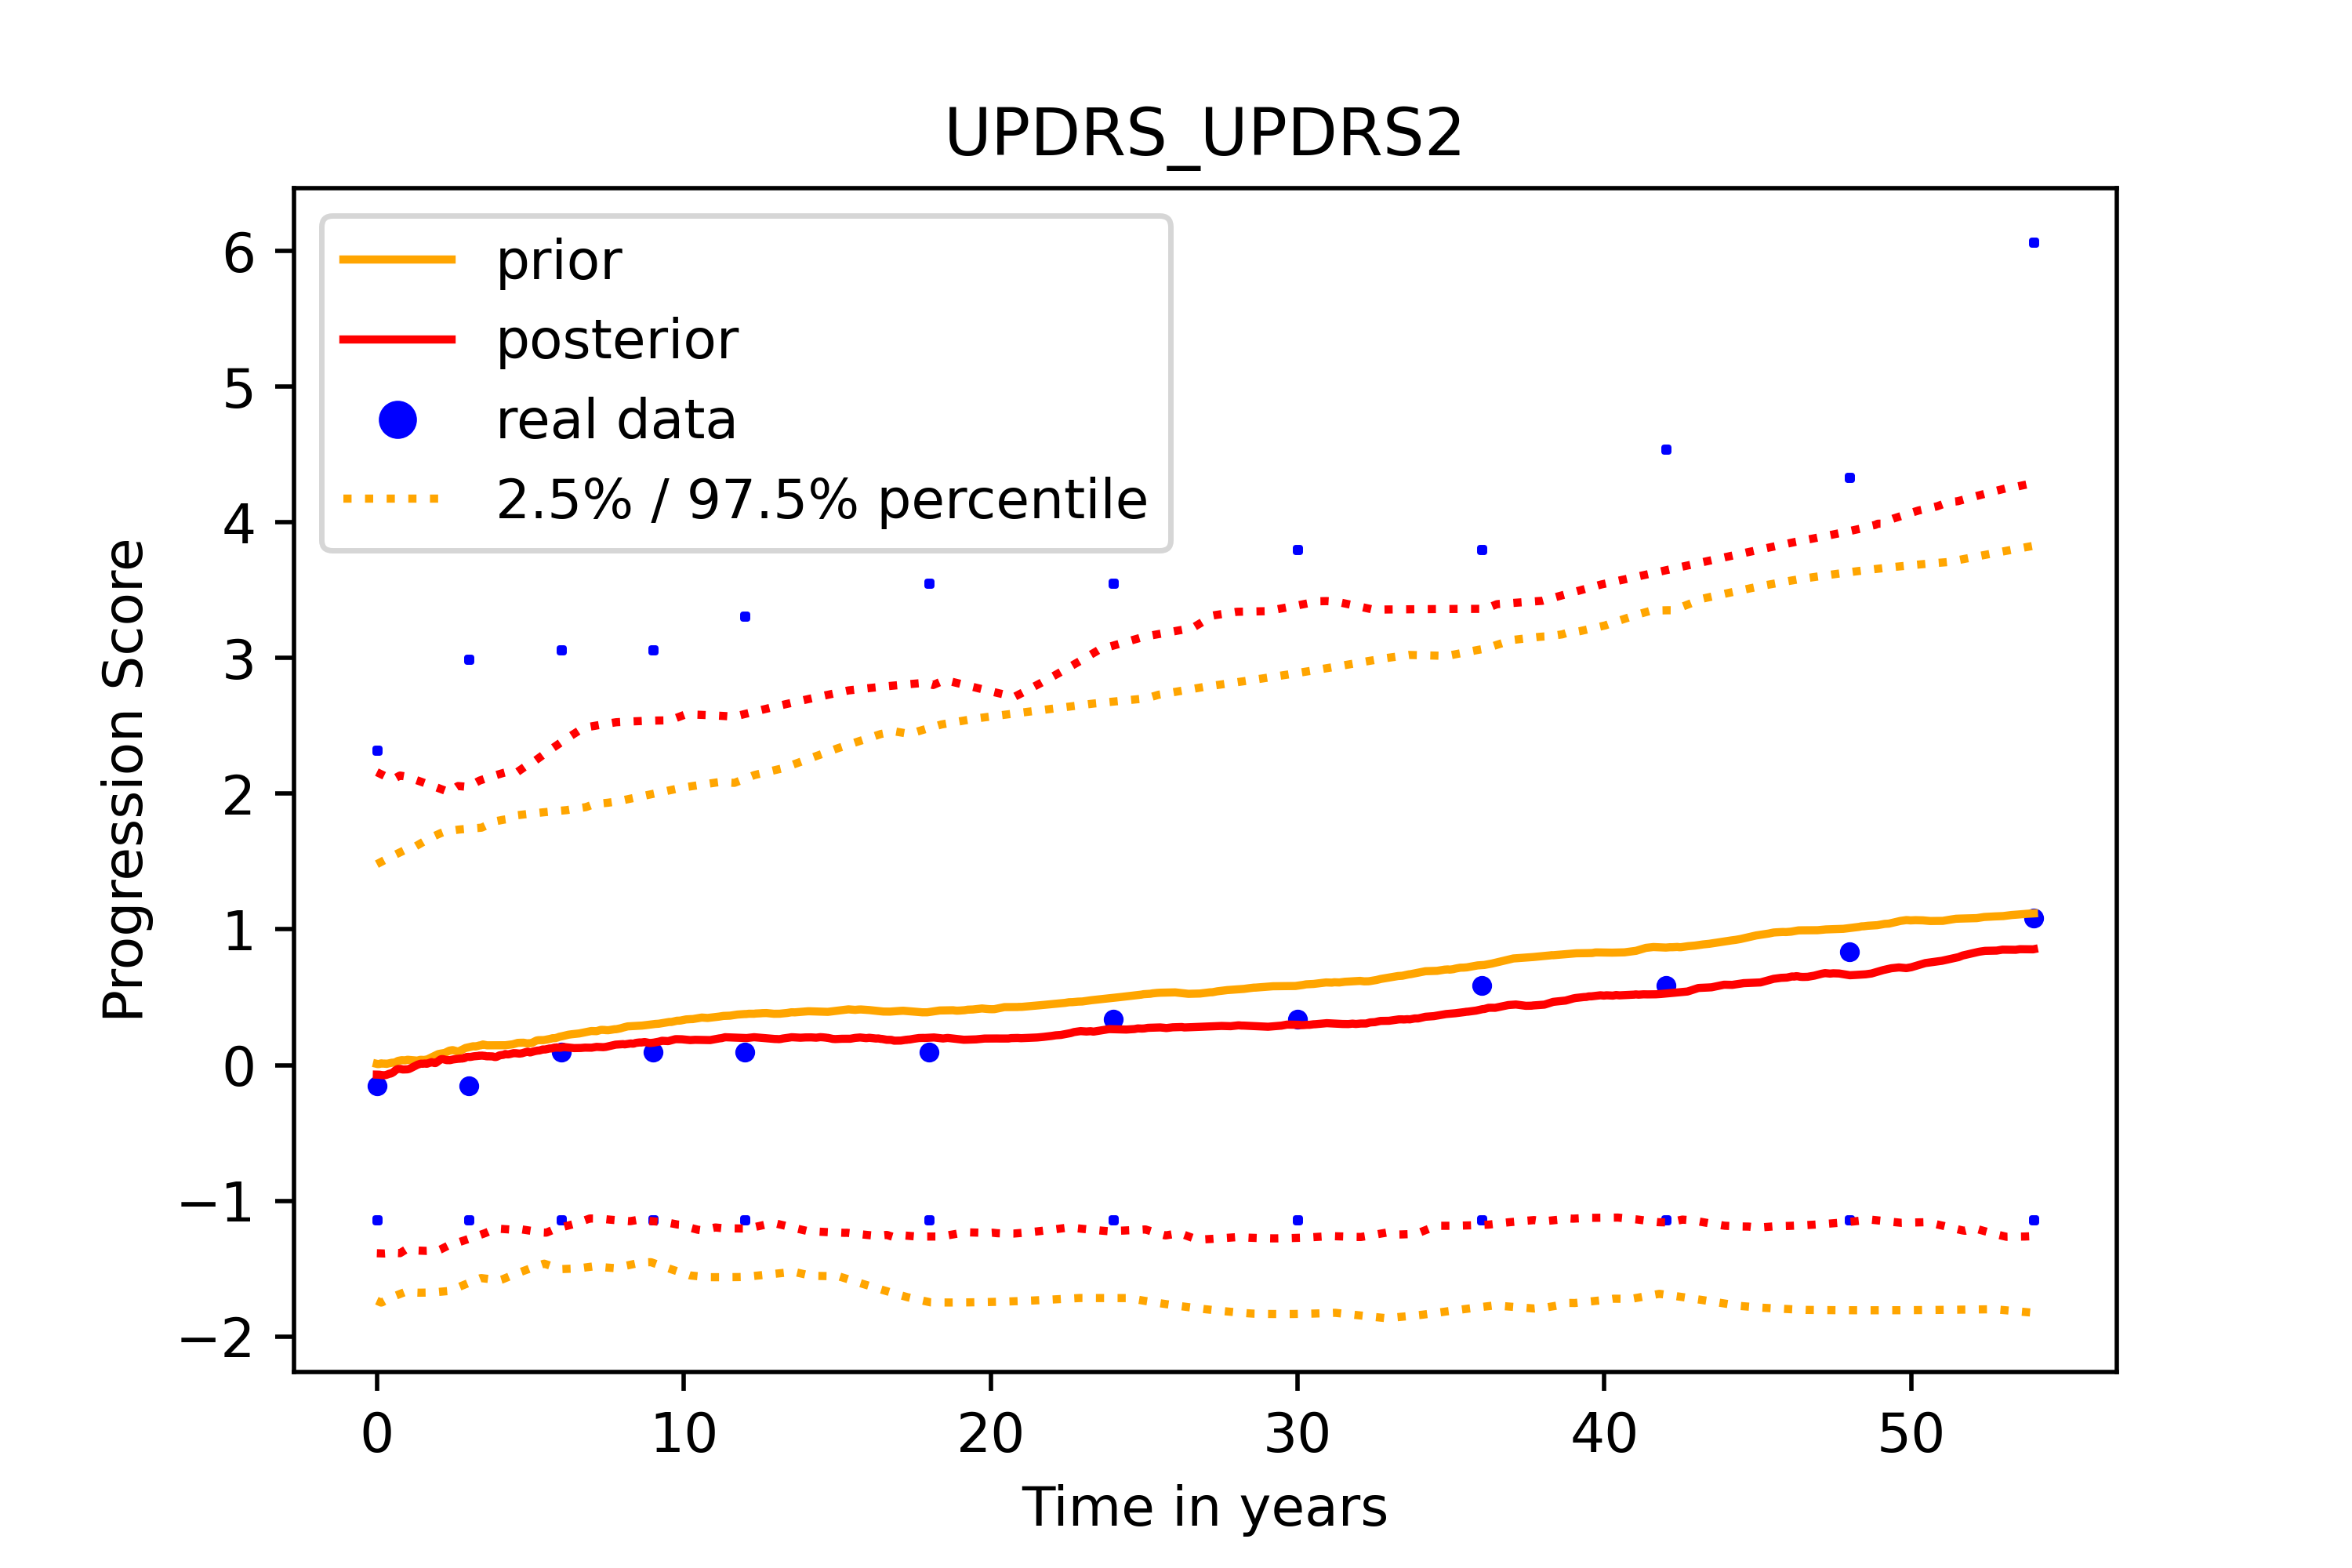 UPDRS_UPDRS2
prior
posterior
real data
2.5% / 97.5% percentile
Progression Score
6
5
4
3
2
1
0
−1
−2
0 10 20 30 40 50
Time in years